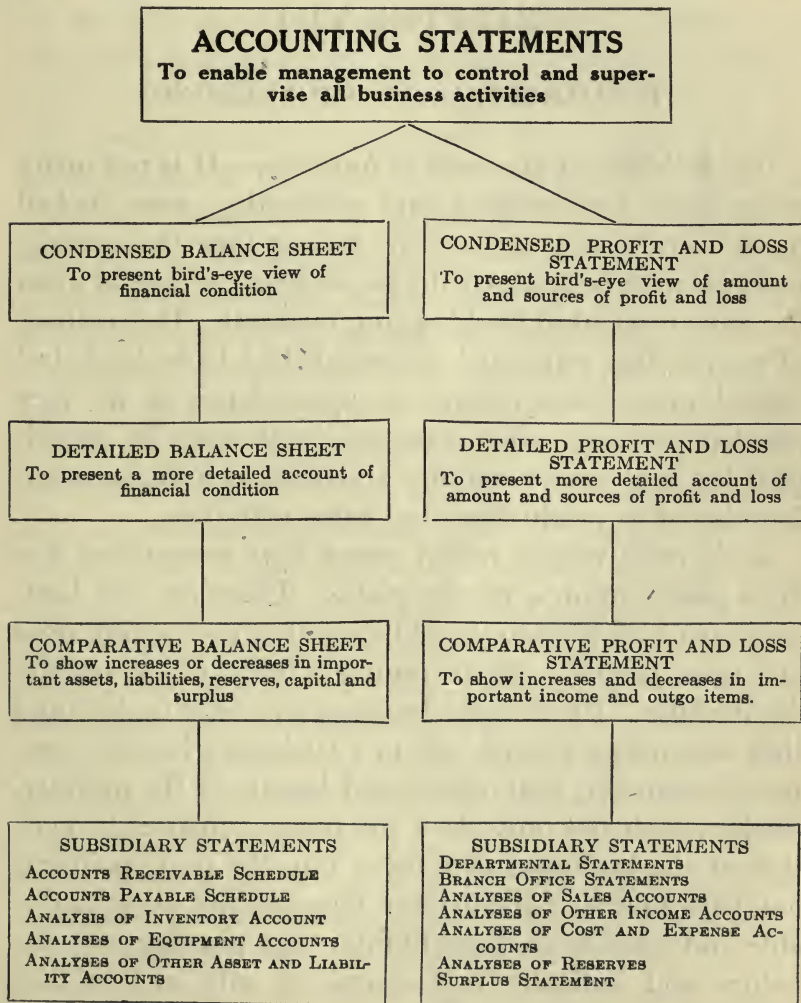 ACCOUNTING STATEMENTS
To enable management to control and super-
vise all business activities
CONDENSED BALANCE SHEET
To present bird's-eye view of
financial condition
CONDENSED PROFIT AND LOSS
STATEMENT
To present bird's-eye view of amount
and sources of profit and loss
DETAILED BALANCE SHEET
To present a more detailed account of
financial condition
DETAILED PROFIT AND LOSS
STATEMENT
To present more detailed account of
amount and sources of profit and loss
COMPARATIVE BALANCE SHEET
To show increases or decreases in impor-
tant assets, liabilities, reserves, capital and
surplus
COMPARATIVE PROFIT AND LOSS
STATEMENT
To show increases and decreases in im-
portant income and outgo items.
SUBSIDIARY STATEMENTS
ACCOUNTS RECEIVABLE SCHEDULE
ACCOUNTS PAYABLE SCHEDULE
ANALYSIS OF INVENTORY ACCOUNT
ANALYSES OF EQUIPMENT ACCOUNTS
ANALYSES OF OTHER ASSET AND LIABIL-
ITY ACCOUNTS
SUBSIDIARY STATEMENTS
DEPARTMENTAL STATEMENTS
BRANCH OFFICE STATEMENTS
ANALYSES OF SALES ACCOUNTS
ANALYSES OF OTHER INCOME ACCOUNTS
ANALYSES OF COST AND EXPENSE AC-
COUNTS
ANALYSES OF RESERVES
SURPLUS STATEMENT